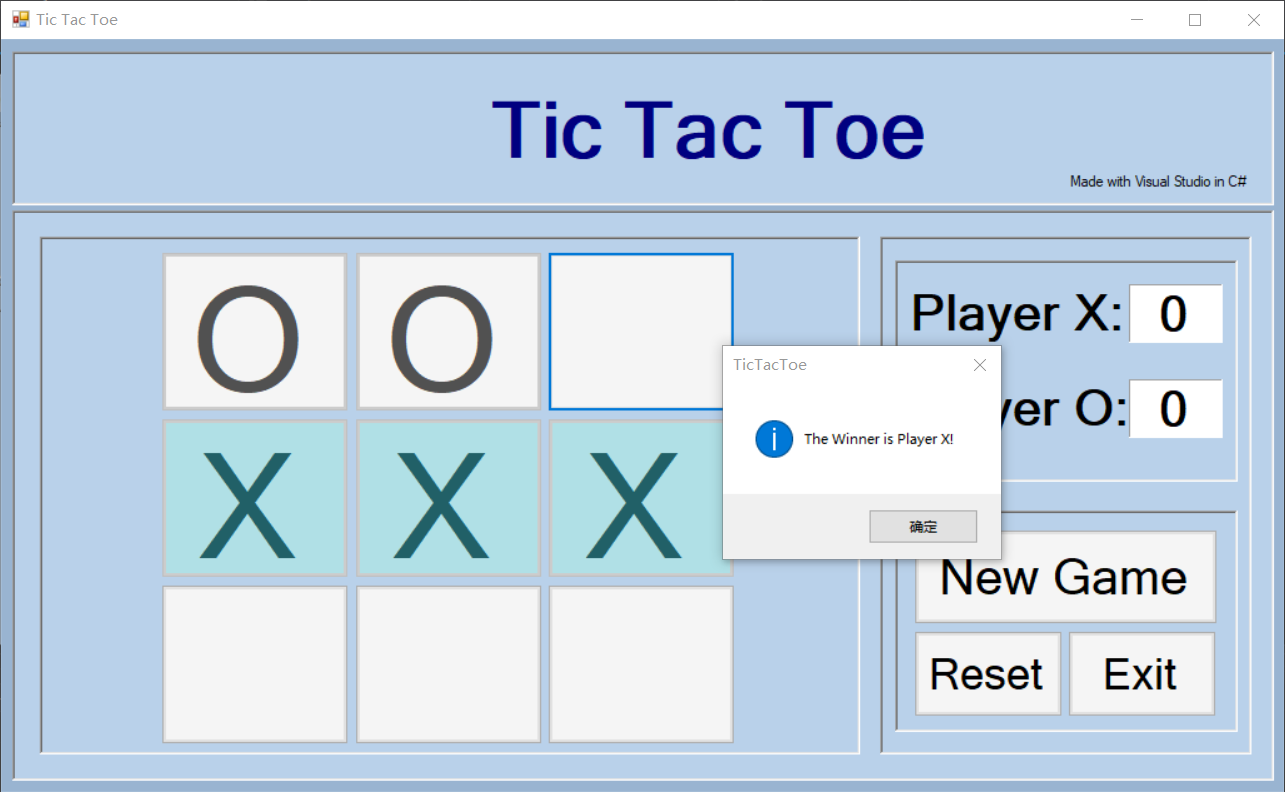 Tic Tac Toe
Tic Tac Toe
Made with Visual Studio in C#
O O
X X X
Player X: 0
yer O: 0
TicTacToe
The Winner is Player X!
确定
New Game
Reset Exit